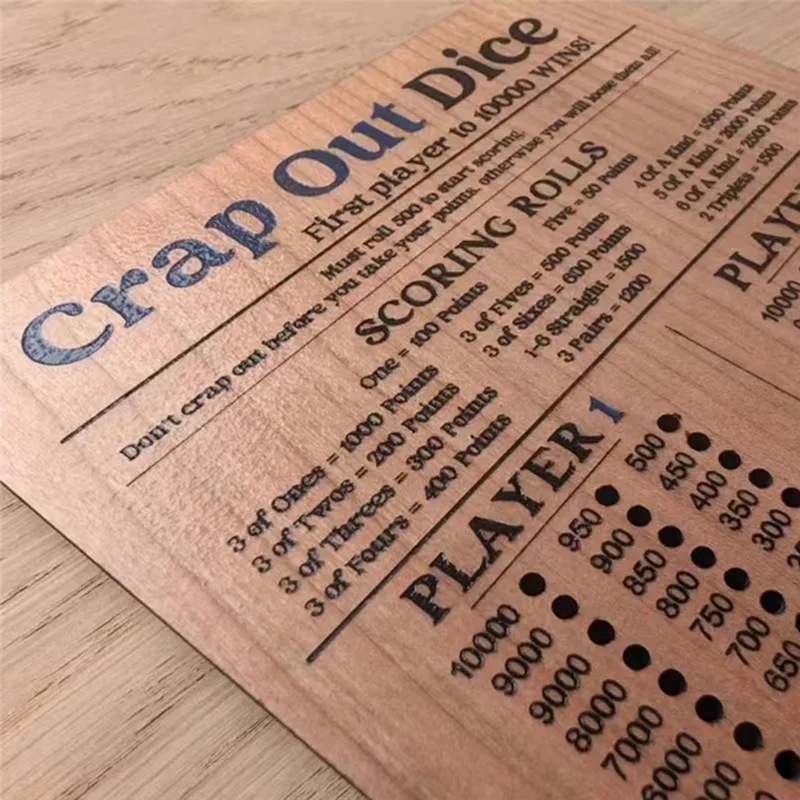 Crap Out Dice
First player to 10000 WINS!
Must roll 500 to start scoring.
Don't crap out before you take your points, otherwise you will loose them all
SCORING ROLLS
One = 100 Points
Five = 50 Points
3 of Ones = 1000 Points
3 of Twos = 200 Points
3 of Threes = 300 Points
3 of Fours = 400 Points
3 of Fives = 500 Points
3 of Sixes = 600 Points
1-6 Straight = 1500
3 Pairs = 1200
4 Of A Kind = 1500 Points
5 Of A Kind = 2000 Points
6 Of A Kind = 2500 Points
2 Triples = 1500
PLAYER 1
500 450 400 350 300
950 900 850 800 750 700 650
10000 9000 9000 8000 7000 6000
PLAYER
10000